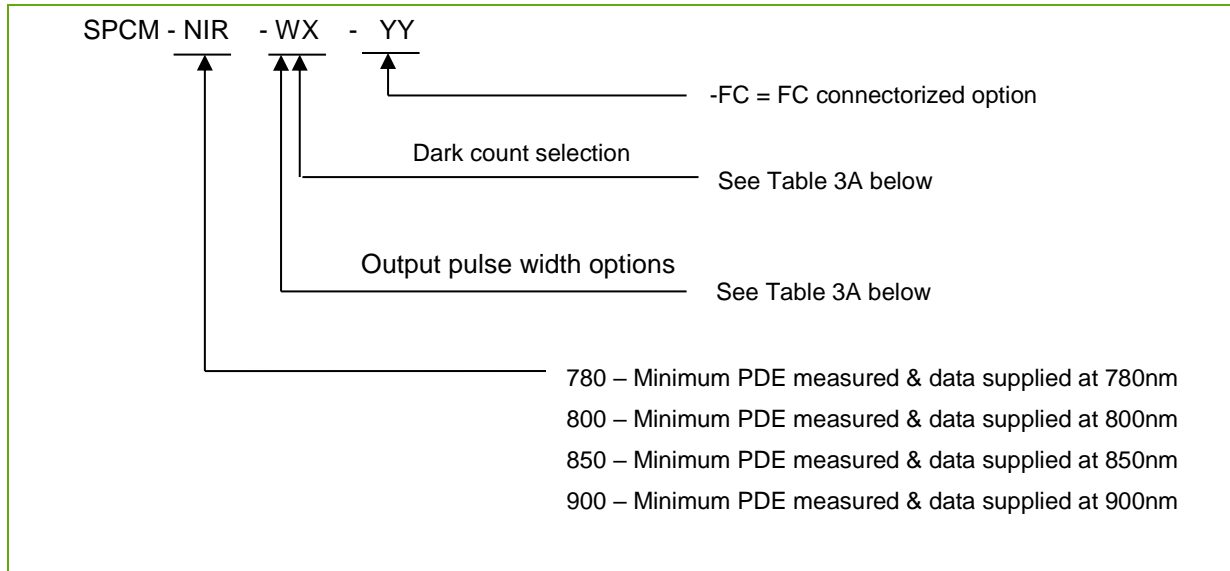 SPCM - NIR - WX - YY
-FC = FC connectorized option
Dark count selection
See Table 3A below
Output pulse width options
See Table 3A below
780 – Minimum PDE measured & data supplied at 780nm
800 – Minimum PDE measured & data supplied at 800nm
850 – Minimum PDE measured & data supplied at 850nm
900 – Minimum PDE measured & data supplied at 900nm